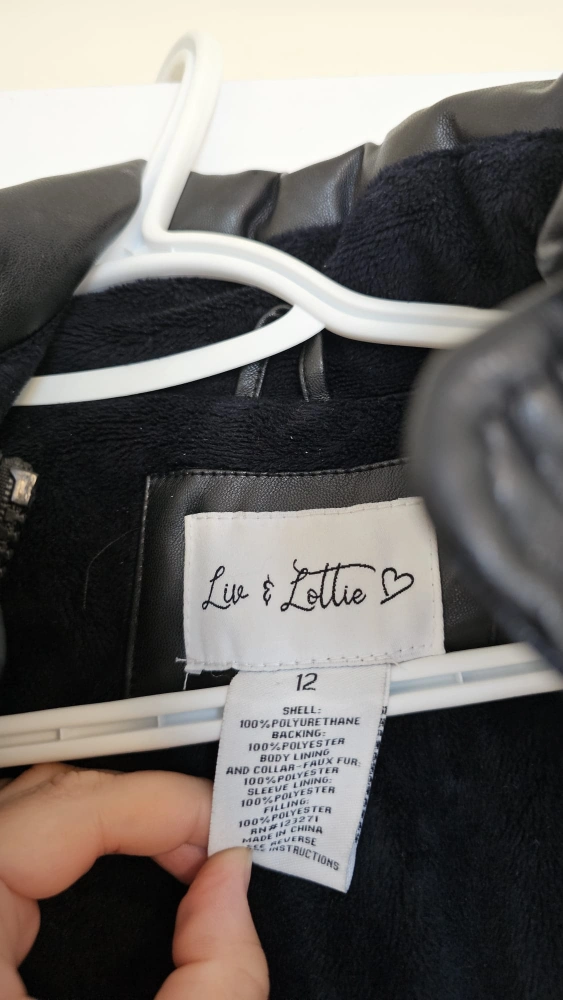 Liv & Lottie ♡
12
SHELL:
100%POLYURETHANE
BACKING:
100%POLYESTER
BODY LINING
AND COLLAR-FAUX FUR:
100%POLYESTER
SLEEVE LINING:
100%POLYESTER
FILLING:
100%POLYESTER
RN#123271
MADE IN CHINA
SEE REVERSE
INSTRUCTIONS